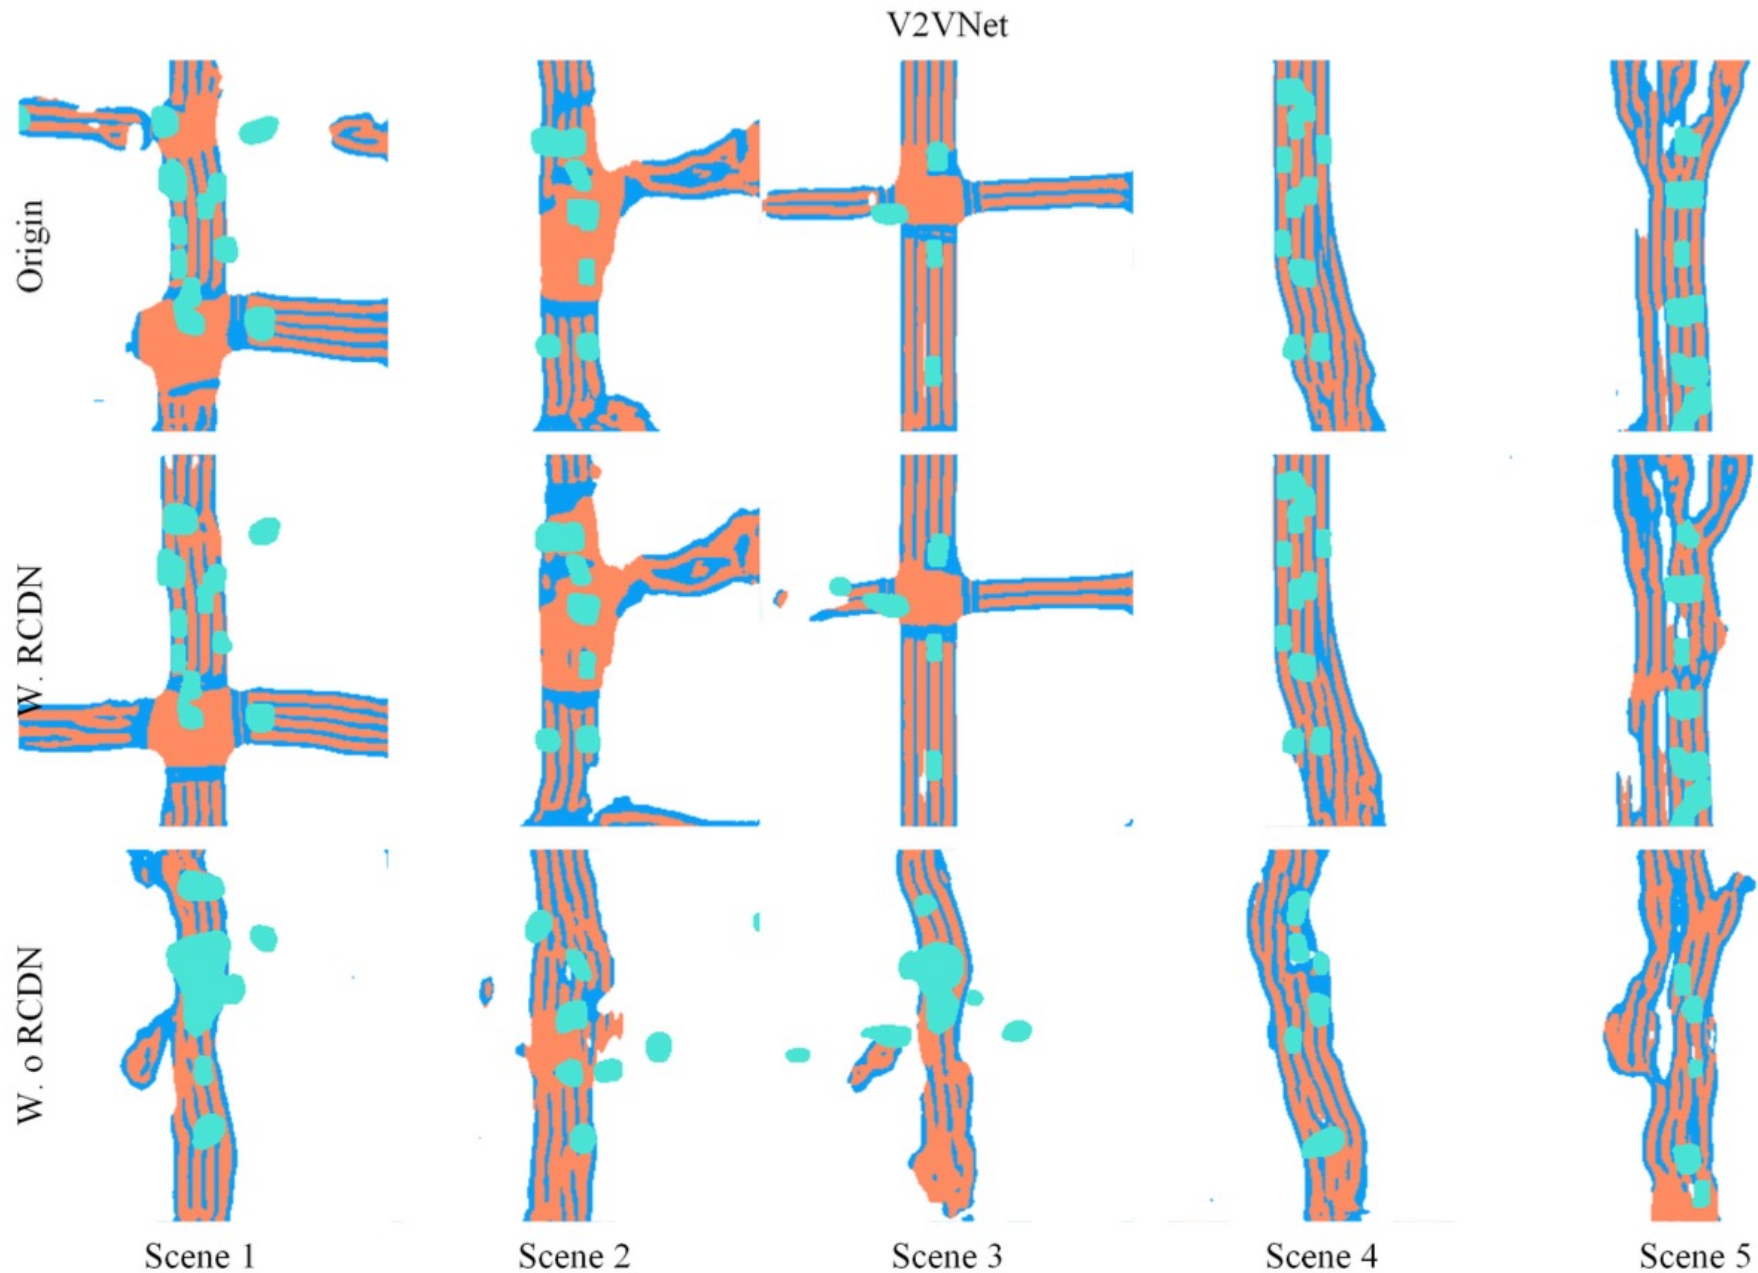 V2VNet
Origin
W. RCDN
W. o RCDN
Scene 1
Scene 2
Scene 3
Scene 4
Scene 5